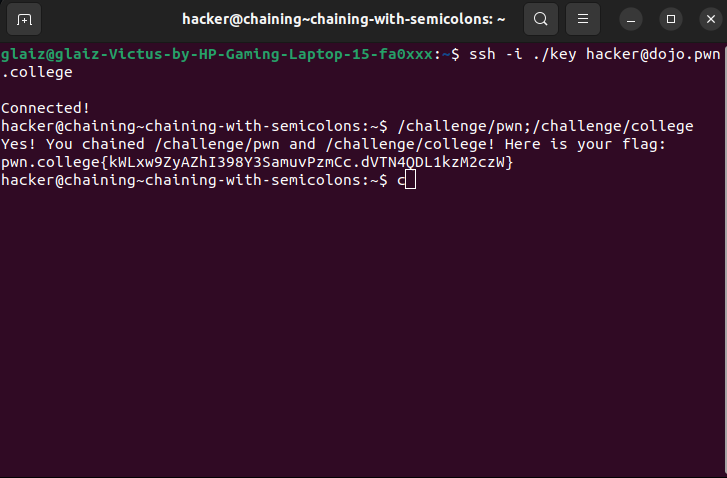 hacker@chaining~chaining-with-semicolons: ~
glaiz@glaiz-Victus-by-HP-Gaming-Laptop-15-fa0xxx:~$ ssh -i ./key hacker@dojo.pwn
.college
Connected!
hacker@chaining~chaining-with-semicolons:~$ /challenge/pwn;/challenge/college
Yes! You chained /challenge/pwn and /challenge/college! Here is your flag:
pwn.college{kWLxw9ZyAZhI398Y3SamuvPzmCc.dVTN4QDL1kzM2czW}
hacker@chaining~chaining-with-semicolons:~$ c